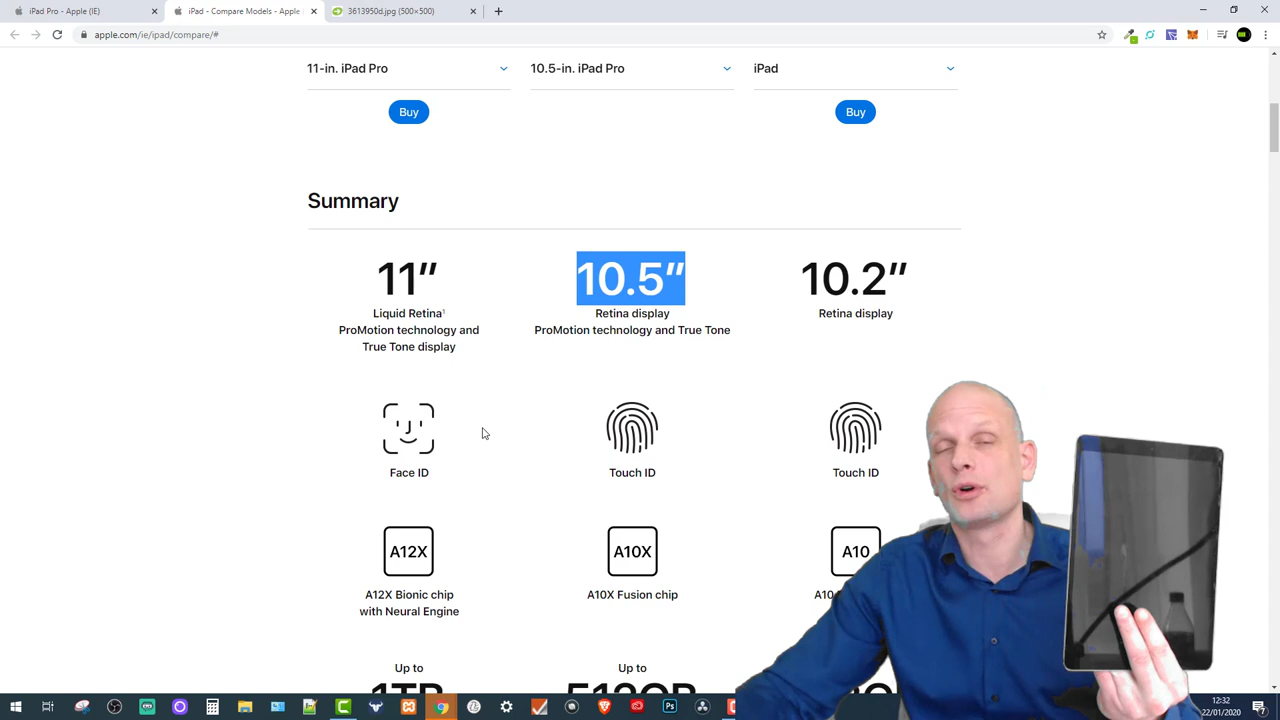 iPad Pro - Apple (IE)
iPad - Compare Models - Apple
3613950d.jpg (500×500)
apple.com/ie/ipad/compare/#
11-in. iPad Pro
10.5-in. iPad Pro
iPad
Buy
Buy
Summary
11″
10.5″
10.2″
Liquid Retina¹
ProMotion technology and
True Tone display
Retina display
ProMotion technology and True Tone
Retina display
Face ID
Touch ID
Touch ID
A12X
A10X
A10
A12X Bionic chip
with Neural Engine
A10X Fusion chip
A10
Up to
Up to
1TB
512GB
12:32
22/01/2020